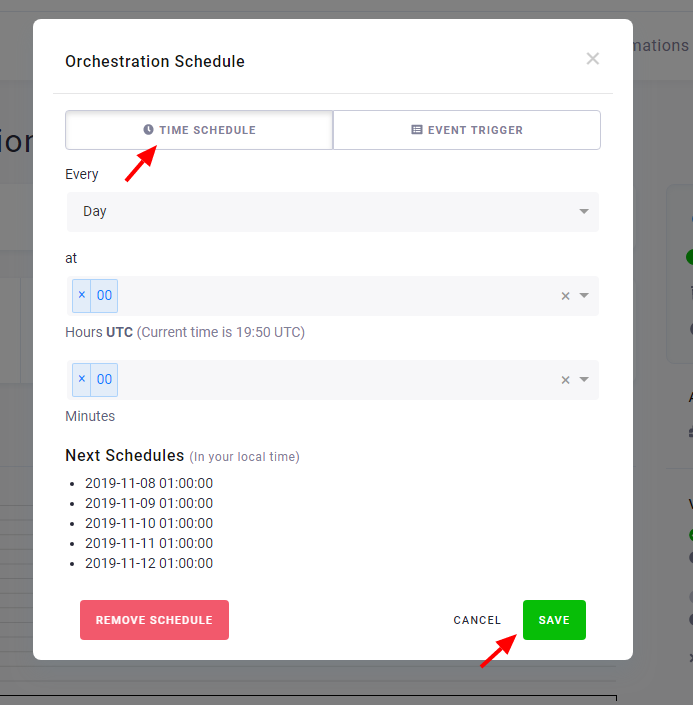 mations
Orchestration Schedule
×
ion
TIME SCHEDULE
EVENT TRIGGER
Every
Day
at
× 00
×
Hours UTC (Current time is 19:50 UTC)
× 00
×
Minutes
Next Schedules (In your local time)
• 2019-11-08 01:00:00
• 2019-11-09 01:00:00
• 2019-11-10 01:00:00
• 2019-11-11 01:00:00
• 2019-11-12 01:00:00
REMOVE SCHEDULE
CANCEL
SAVE